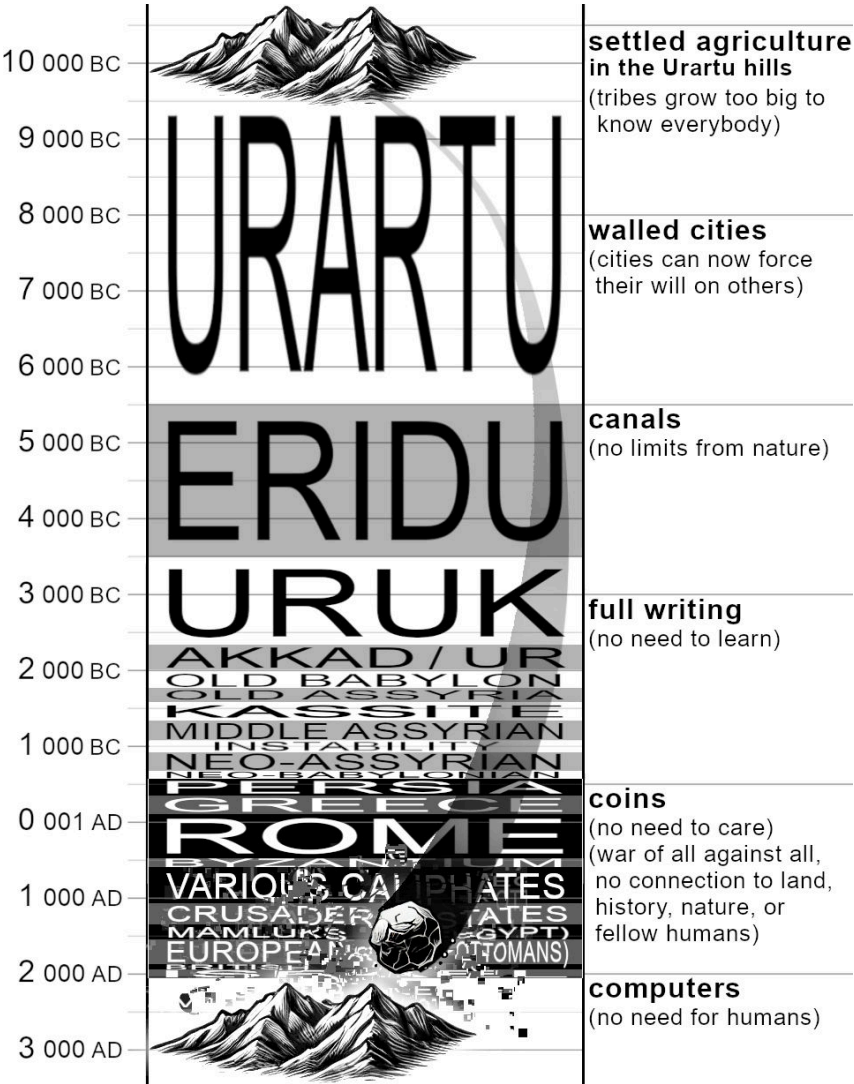 10 000 BC
9 000 BC
8 000 BC
7 000 BC
6 000 BC
5 000 BC
4 000 BC
3 000 BC
2 000 BC
1 000 BC
0 001 AD
1 000 AD
2 000 AD
3 000 AD
URARTU
ERIDU
URUK
AKKAD / UR
OLD BABYLON
OLD ASSYRIA
KASSITE
MIDDLE ASSYRIAN
INSTABILITY
NEO-ASSYRIAN
NEO-BABYLONIAN
PERSIA
GREECE
ROME
BYZANTIUM
VARIOUS CALIPHATES
CRUSADER STATES
MAMLUKS
EUROPEAN
settled agriculture
in the Urartu hills
(tribes grow too big to
know everybody)
walled cities
(cities can now force
their will on others)
canals
(no limits from nature)
full writing
(no need to learn)
coins
(no need to care)
(war of all against all,
no connection to land,
history, nature, or
fellow humans)
computers
(no need for humans)